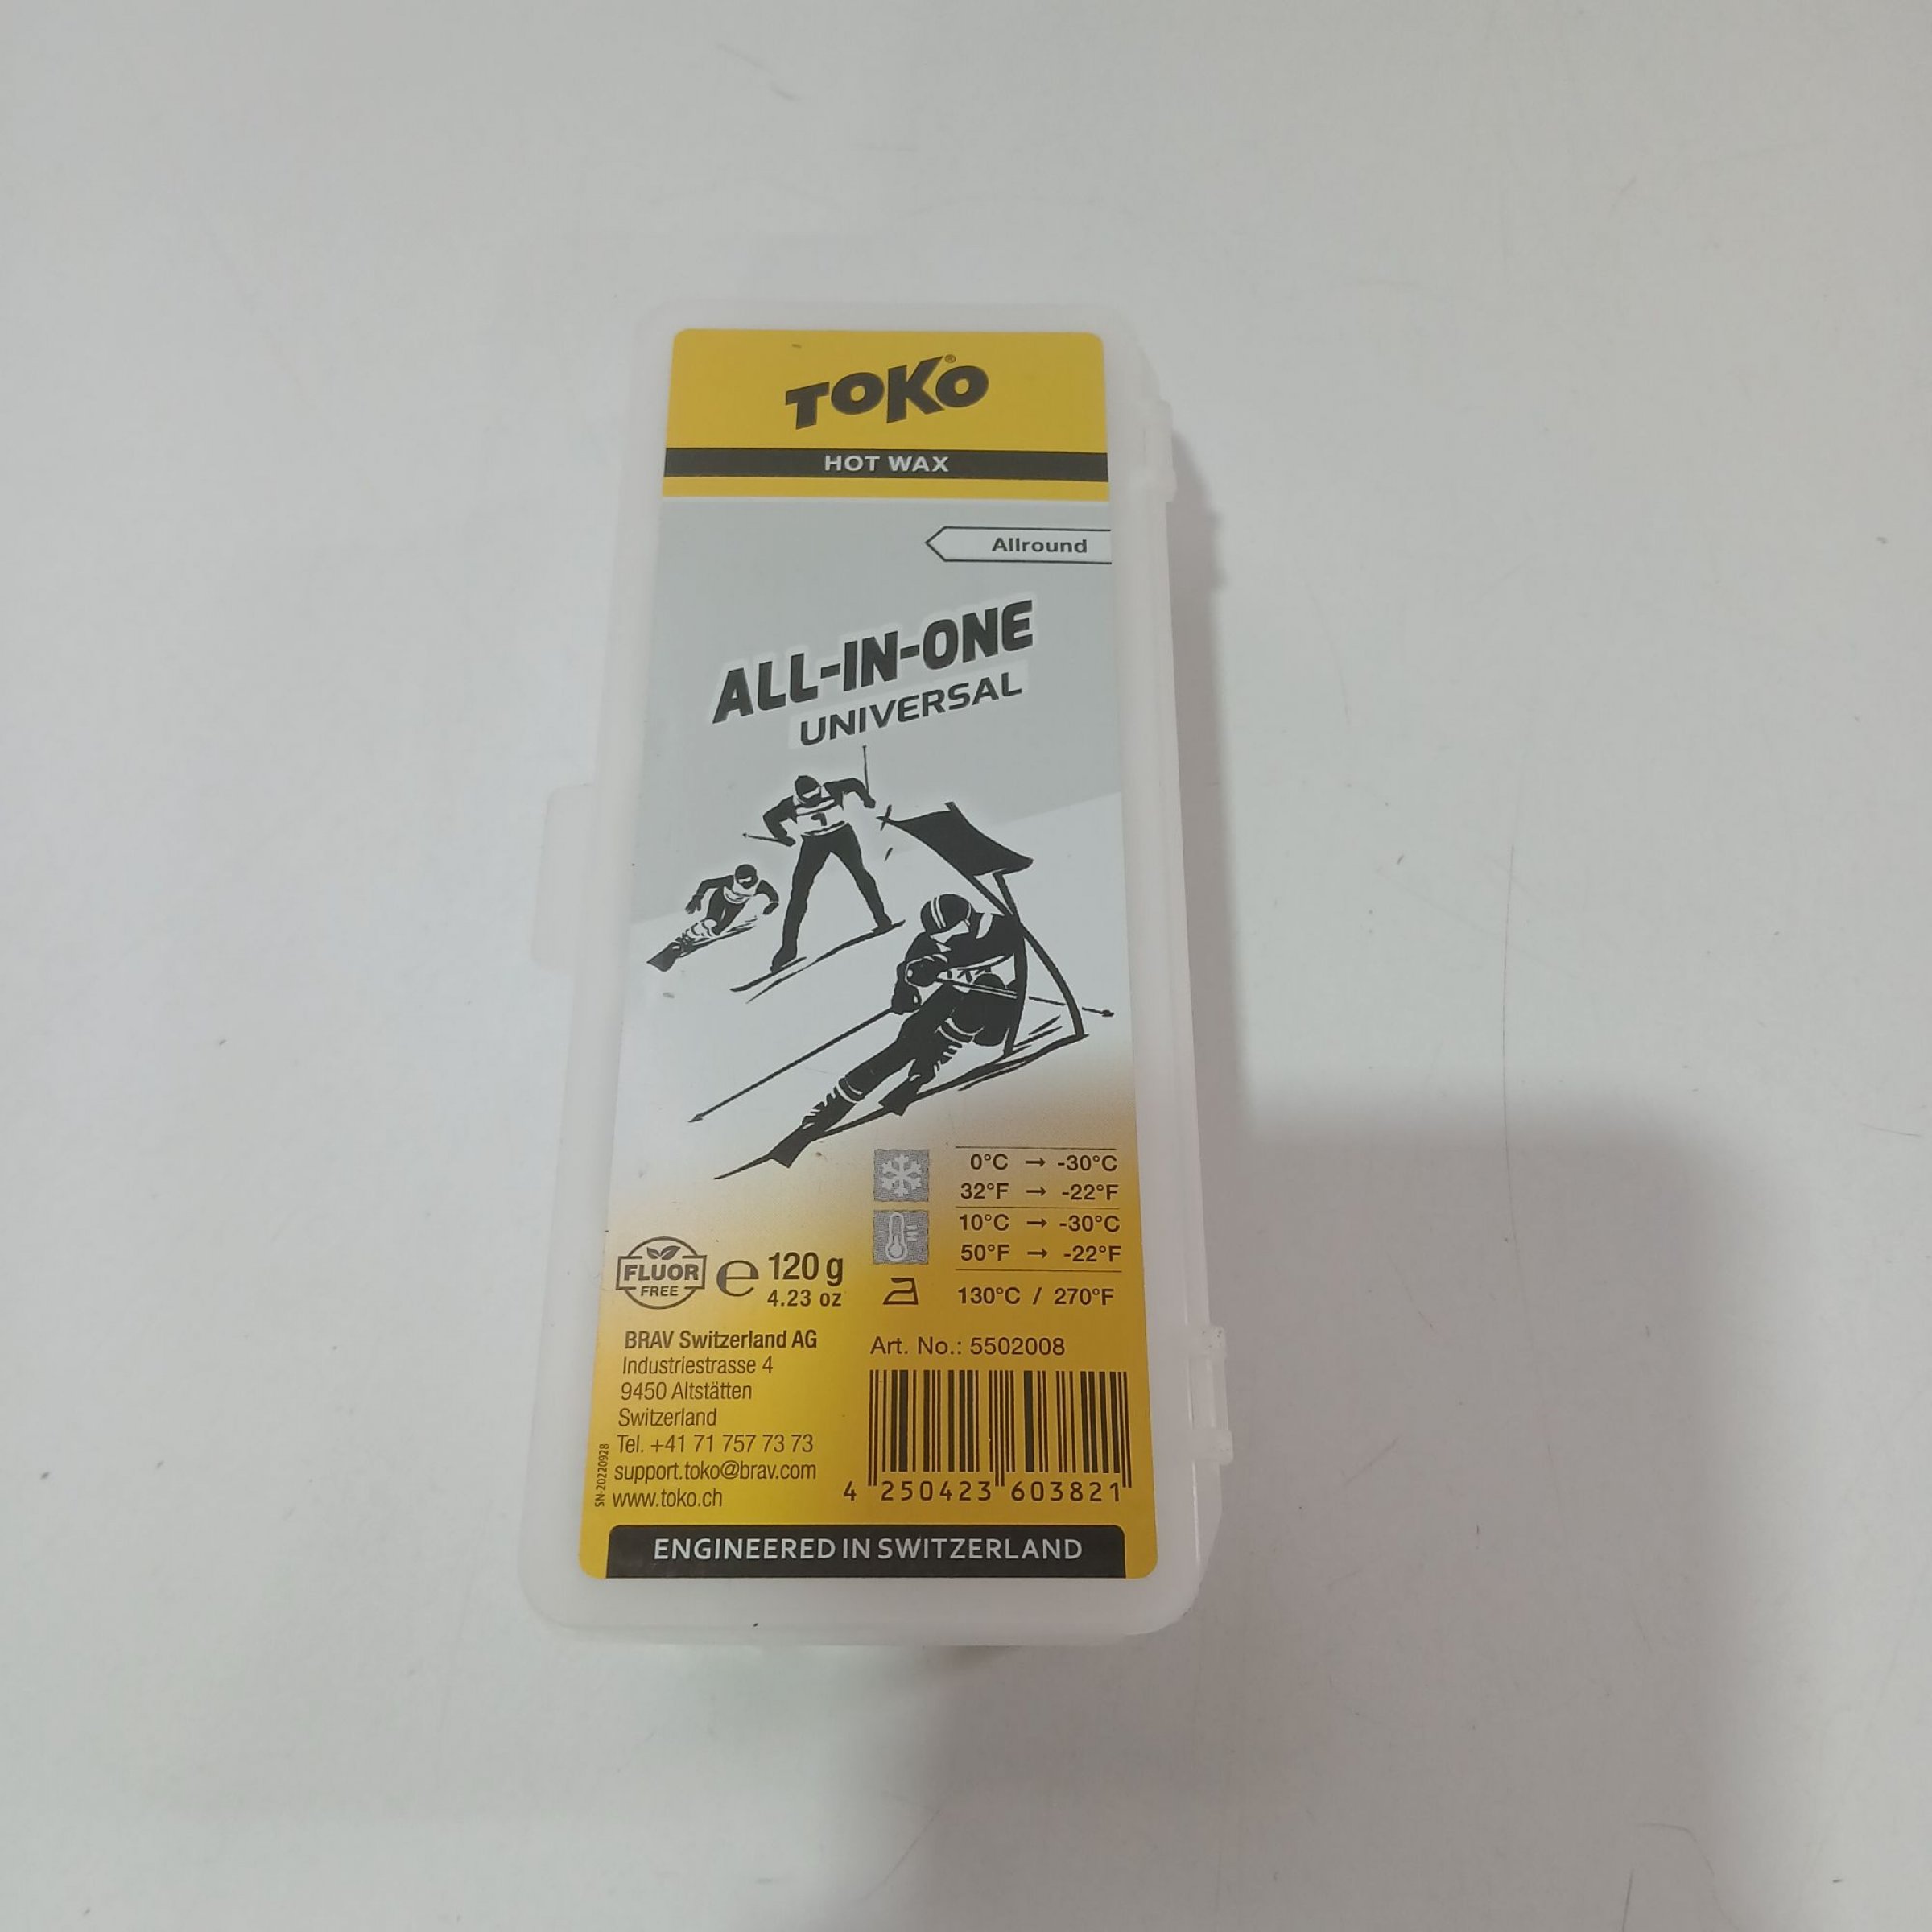 TOKO®
HOT WAX
Allround
ALL-IN-ONE
UNIVERSAL
0°C → -30°C
32°F → -22°F
10°C → -30°C
50°F → -22°F
130°C / 270°F
FLUOR
FREE
e 120 g
4.23 oz
BRAV Switzerland AG
Industriestrasse 4
9450 Altstätten
Switzerland
Tel. +41 71 757 73 73
support.toko@brav.com
www.toko.ch
SN-20220928
Art. No.: 5502008
4 250423 603821
ENGINEERED IN SWITZERLAND